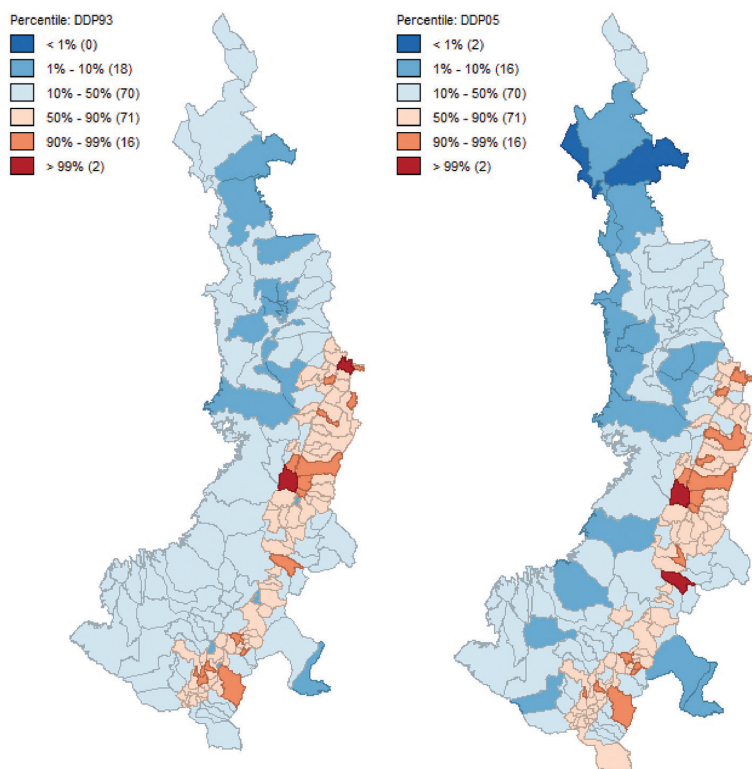 Percentile: DDP93
< 1% (0)
1% - 10% (18)
10% - 50% (70)
50% - 90% (71)
90% - 99% (16)
> 99% (2)
Percentile: DDP05
< 1% (2)
1% - 10% (16)
10% - 50% (70)
50% - 90% (71)
90% - 99% (16)
> 99% (2)